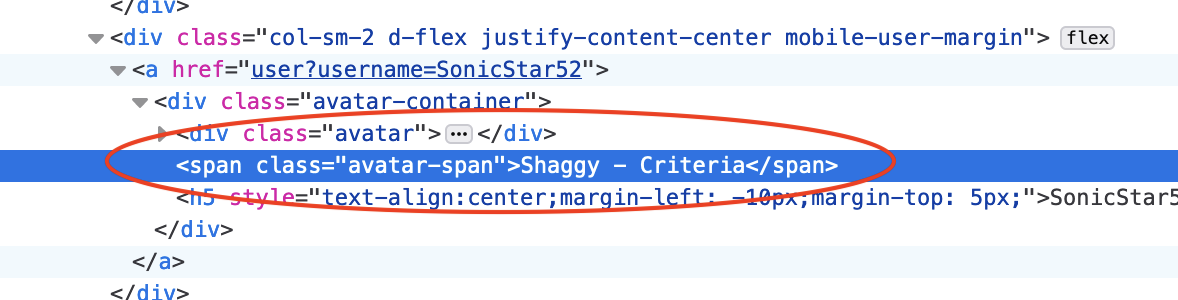 </div>
<div class="col-sm-2 d-flex justify-content-center mobile-user-margin"> flex
<a href="user?username=SonicStar52">
<div class="avatar-container">
<div class="avatar"> ••• </div>
<span class="avatar-span">Shaggy - Criteria</span>
<h5 style="text-align:center;margin-left: -10px;margin-top: 5px;">SonicStar5
</div>
</a>
</div>